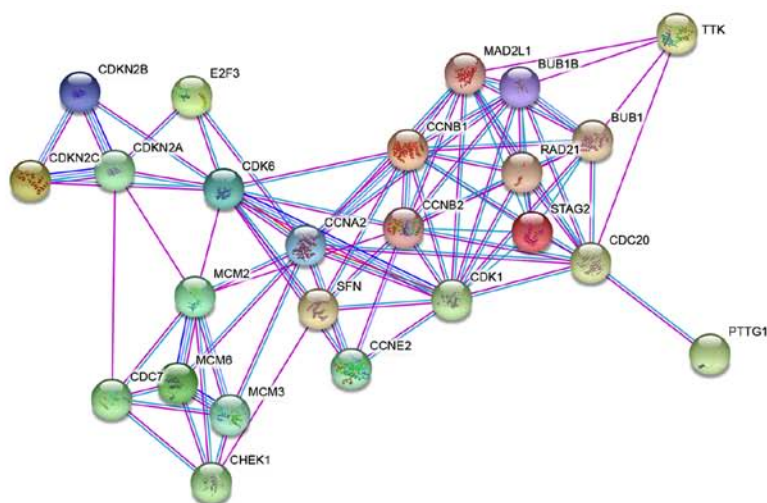 TTK
MAD2L1
BUB1B
CDKN2B
E2F3
BUB1
CCNB1
RAD21
CDKN2C
CDKN2A
CDK6
CCNB2
STAG2
CCNA2
CDC20
MCM2
SFN
CDK1
PTTG1
CCNE2
MCM6
CDC7
MCM3
CHEK1